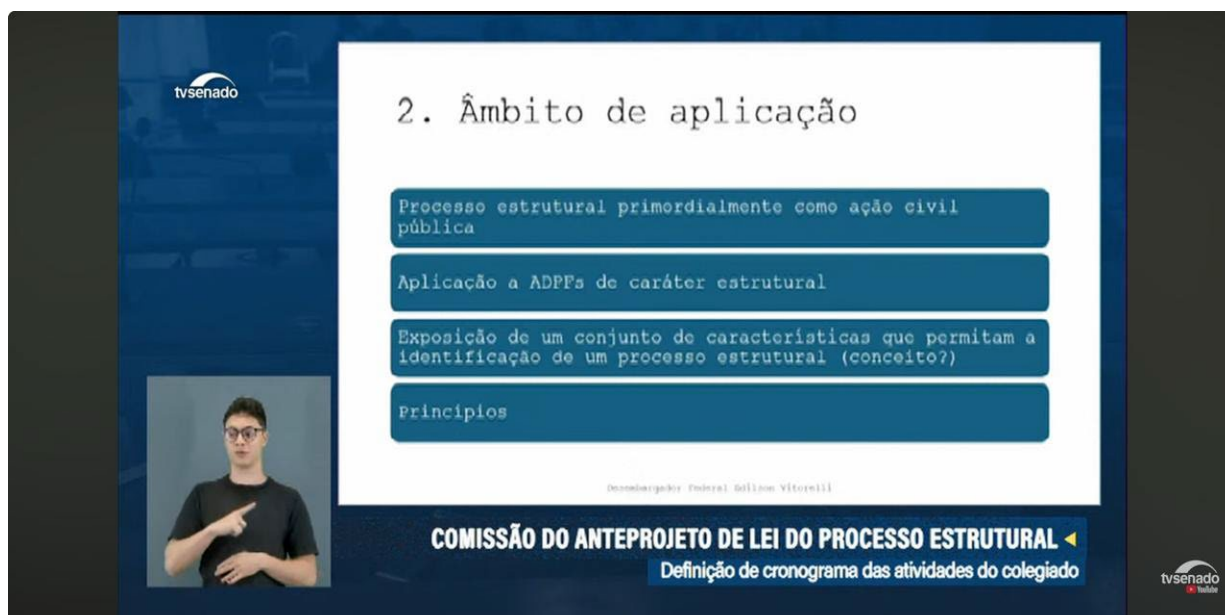 tvsenado
2. Âmbito de aplicação
Processo estrutural primordialmente como ação civil
pública
Aplicação a ADPFs de caráter estrutural
Exposição de um conjunto de características que permitam a
identificação de um processo estrutural (conceito?)
Princípios
Desembargador Federal Edilson Vitorelli
COMISSÃO DO ANTEPROJETO DE LEI DO PROCESSO ESTRUTURAL
Definição de cronograma das atividades do colegiado
tvsenado
YouTube